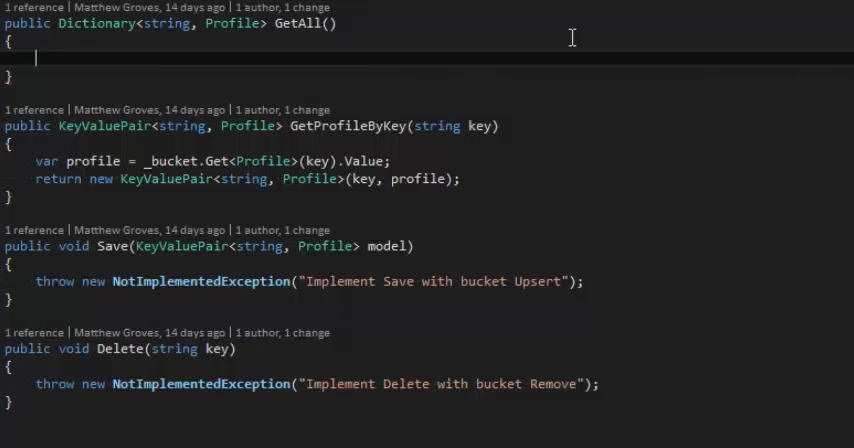 1 reference | Matthew Groves, 14 days ago | 1 author, 1 change
public Dictionary<string, Profile> GetAll()
{
}
1 reference | Matthew Groves, 14 days ago | 1 author, 1 change
public KeyValuePair<string, Profile> GetProfileByKey(string key)
{
var profile = _bucket.Get<Profile>(key).Value;
return new KeyValuePair<string, Profile>(key, profile);
}
1 reference | Matthew Groves, 14 days ago | 1 author, 1 change
public void Save(KeyValuePair<string, Profile> model)
{
throw new NotImplementedException("Implement Save with bucket Upsert");
}
1 reference | Matthew Groves, 14 days ago | 1 author, 1 change
public void Delete(string key)
{
throw new NotImplementedException("Implement Delete with bucket Remove");
}